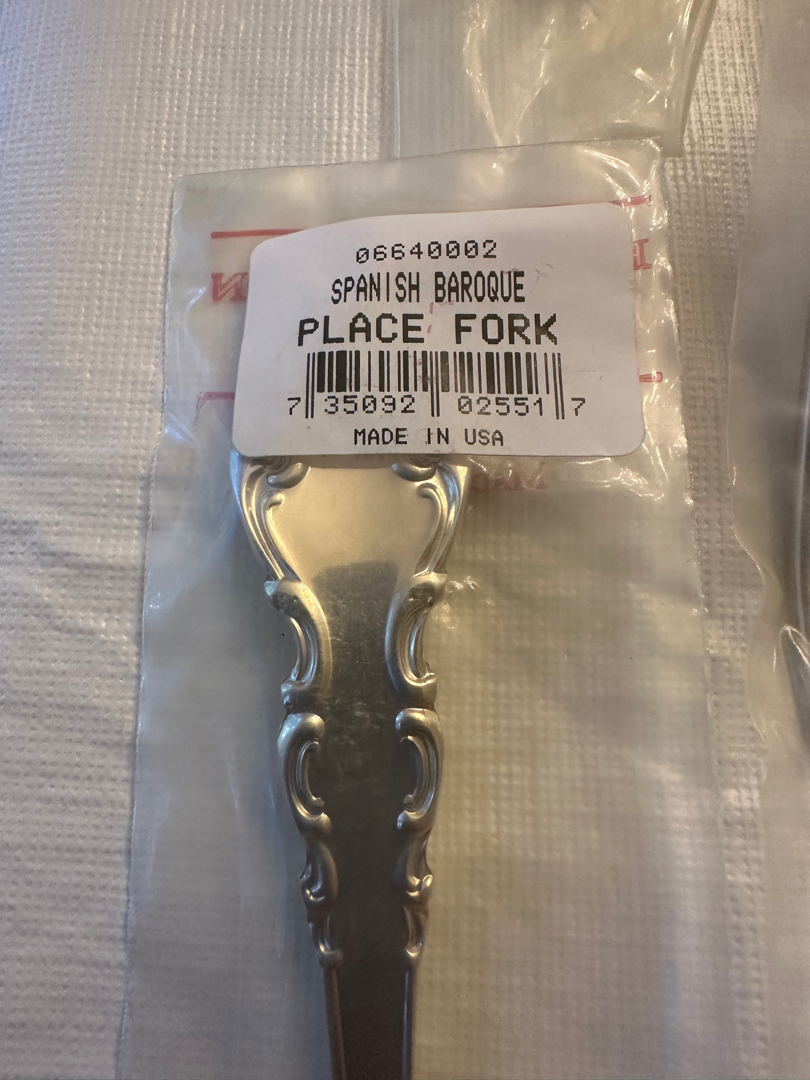 06640002
SPANISH BAROQUE
PLACE FORK
7 35092 02551 7
MADE IN USA